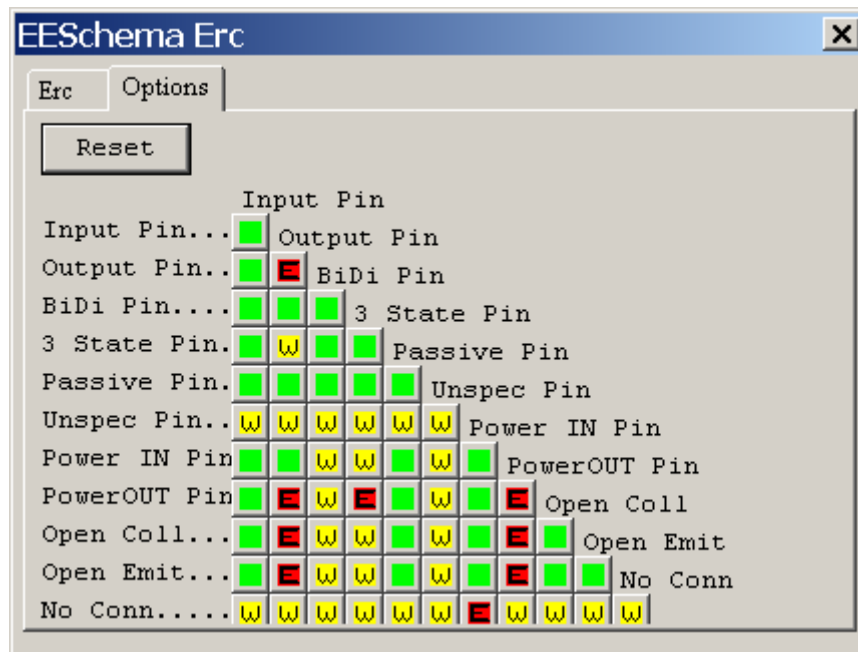 EESchema Erc
Erc Options
Reset
Input Pin
Input Pin... Output Pin
Output Pin.. E BiDi Pin
BiDi Pin.... 3 State Pin
3 State Pin. W Passive Pin
Passive Pin. Unspec Pin
Unspec Pin.. W W W W W W Power IN Pin
Power IN Pin W W W PowerOUT Pin
PowerOUT Pin E W E W E Open Coll
Open Coll... E W W W E Open Emit
Open Emit... E W W W E No Conn
No Conn..... W W W W W W E W W W W